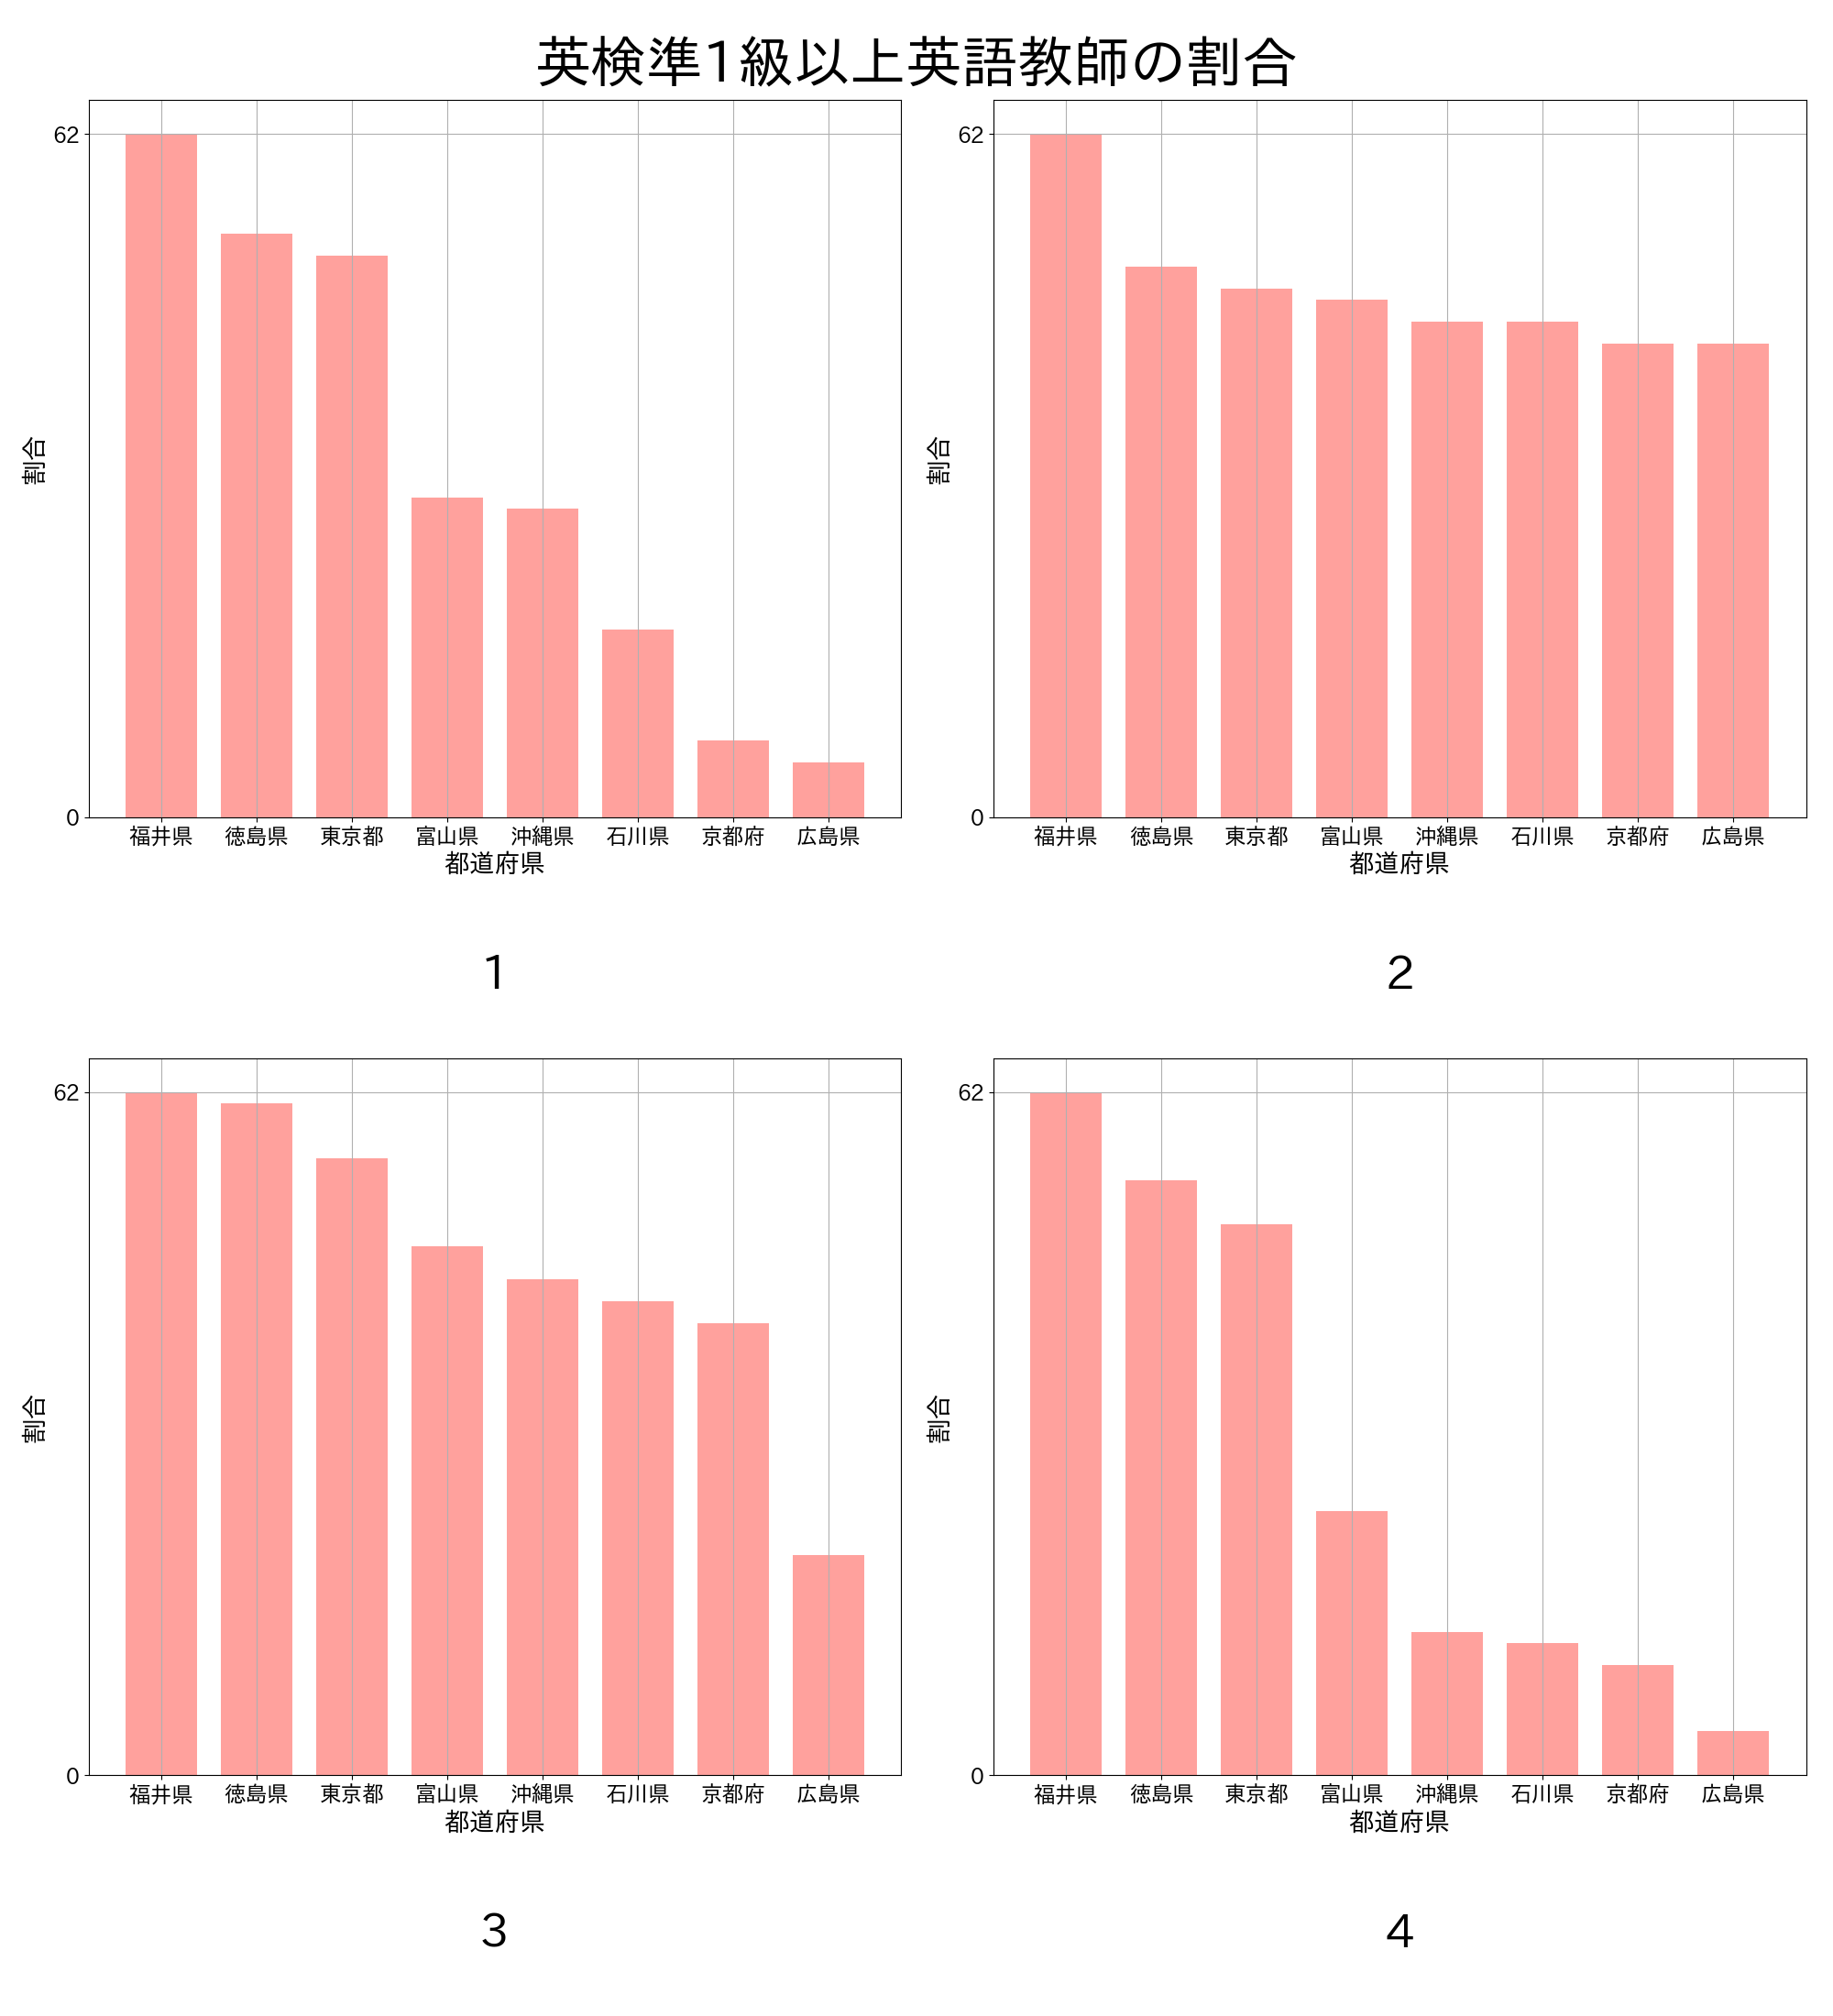 英検準1級以上英語教師の割合
62
0
割合
福井県 徳島県 東京都 富山県 沖縄県 石川県 京都府 広島県
都道府県
1
62
0
割合
福井県 徳島県 東京都 富山県 沖縄県 石川県 京都府 広島県
都道府県
2
62
0
割合
福井県 徳島県 東京都 富山県 沖縄県 石川県 京都府 広島県
都道府県
3
62
0
割合
福井県 徳島県 東京都 富山県 沖縄県 石川県 京都府 広島県
都道府県
4